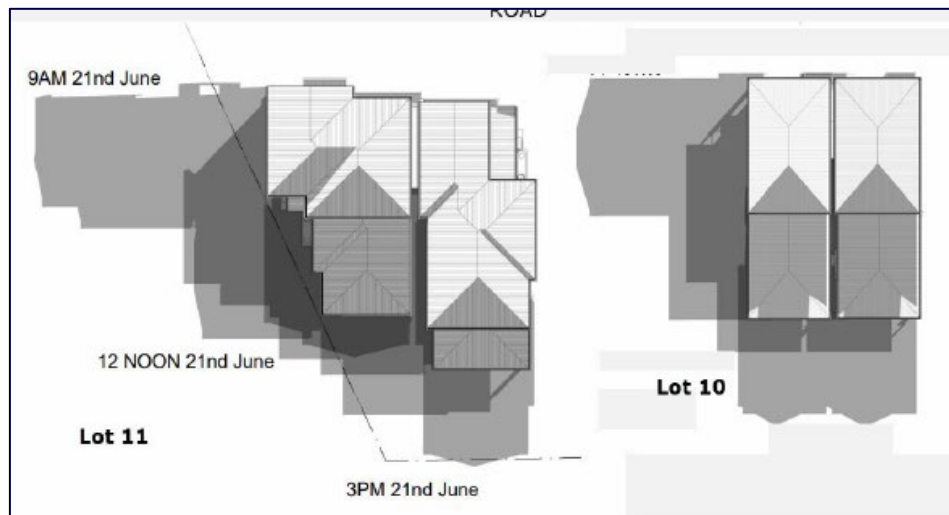 ROAD
9AM 21nd June
12 NOON 21nd June
Lot 10
Lot 11
3PM 21nd June